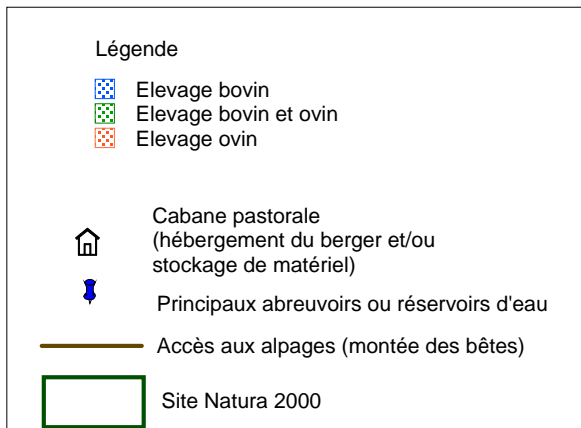 Légende
Elevage bovin
Elevage bovin et ovin
Elevage ovin
Cabane pastorale
(hébergement du berger et/ou
stockage de matériel)
Principaux abreuvoirs ou réservoirs d'eau
Accès aux alpages (montée des bêtes)
Site Natura 2000